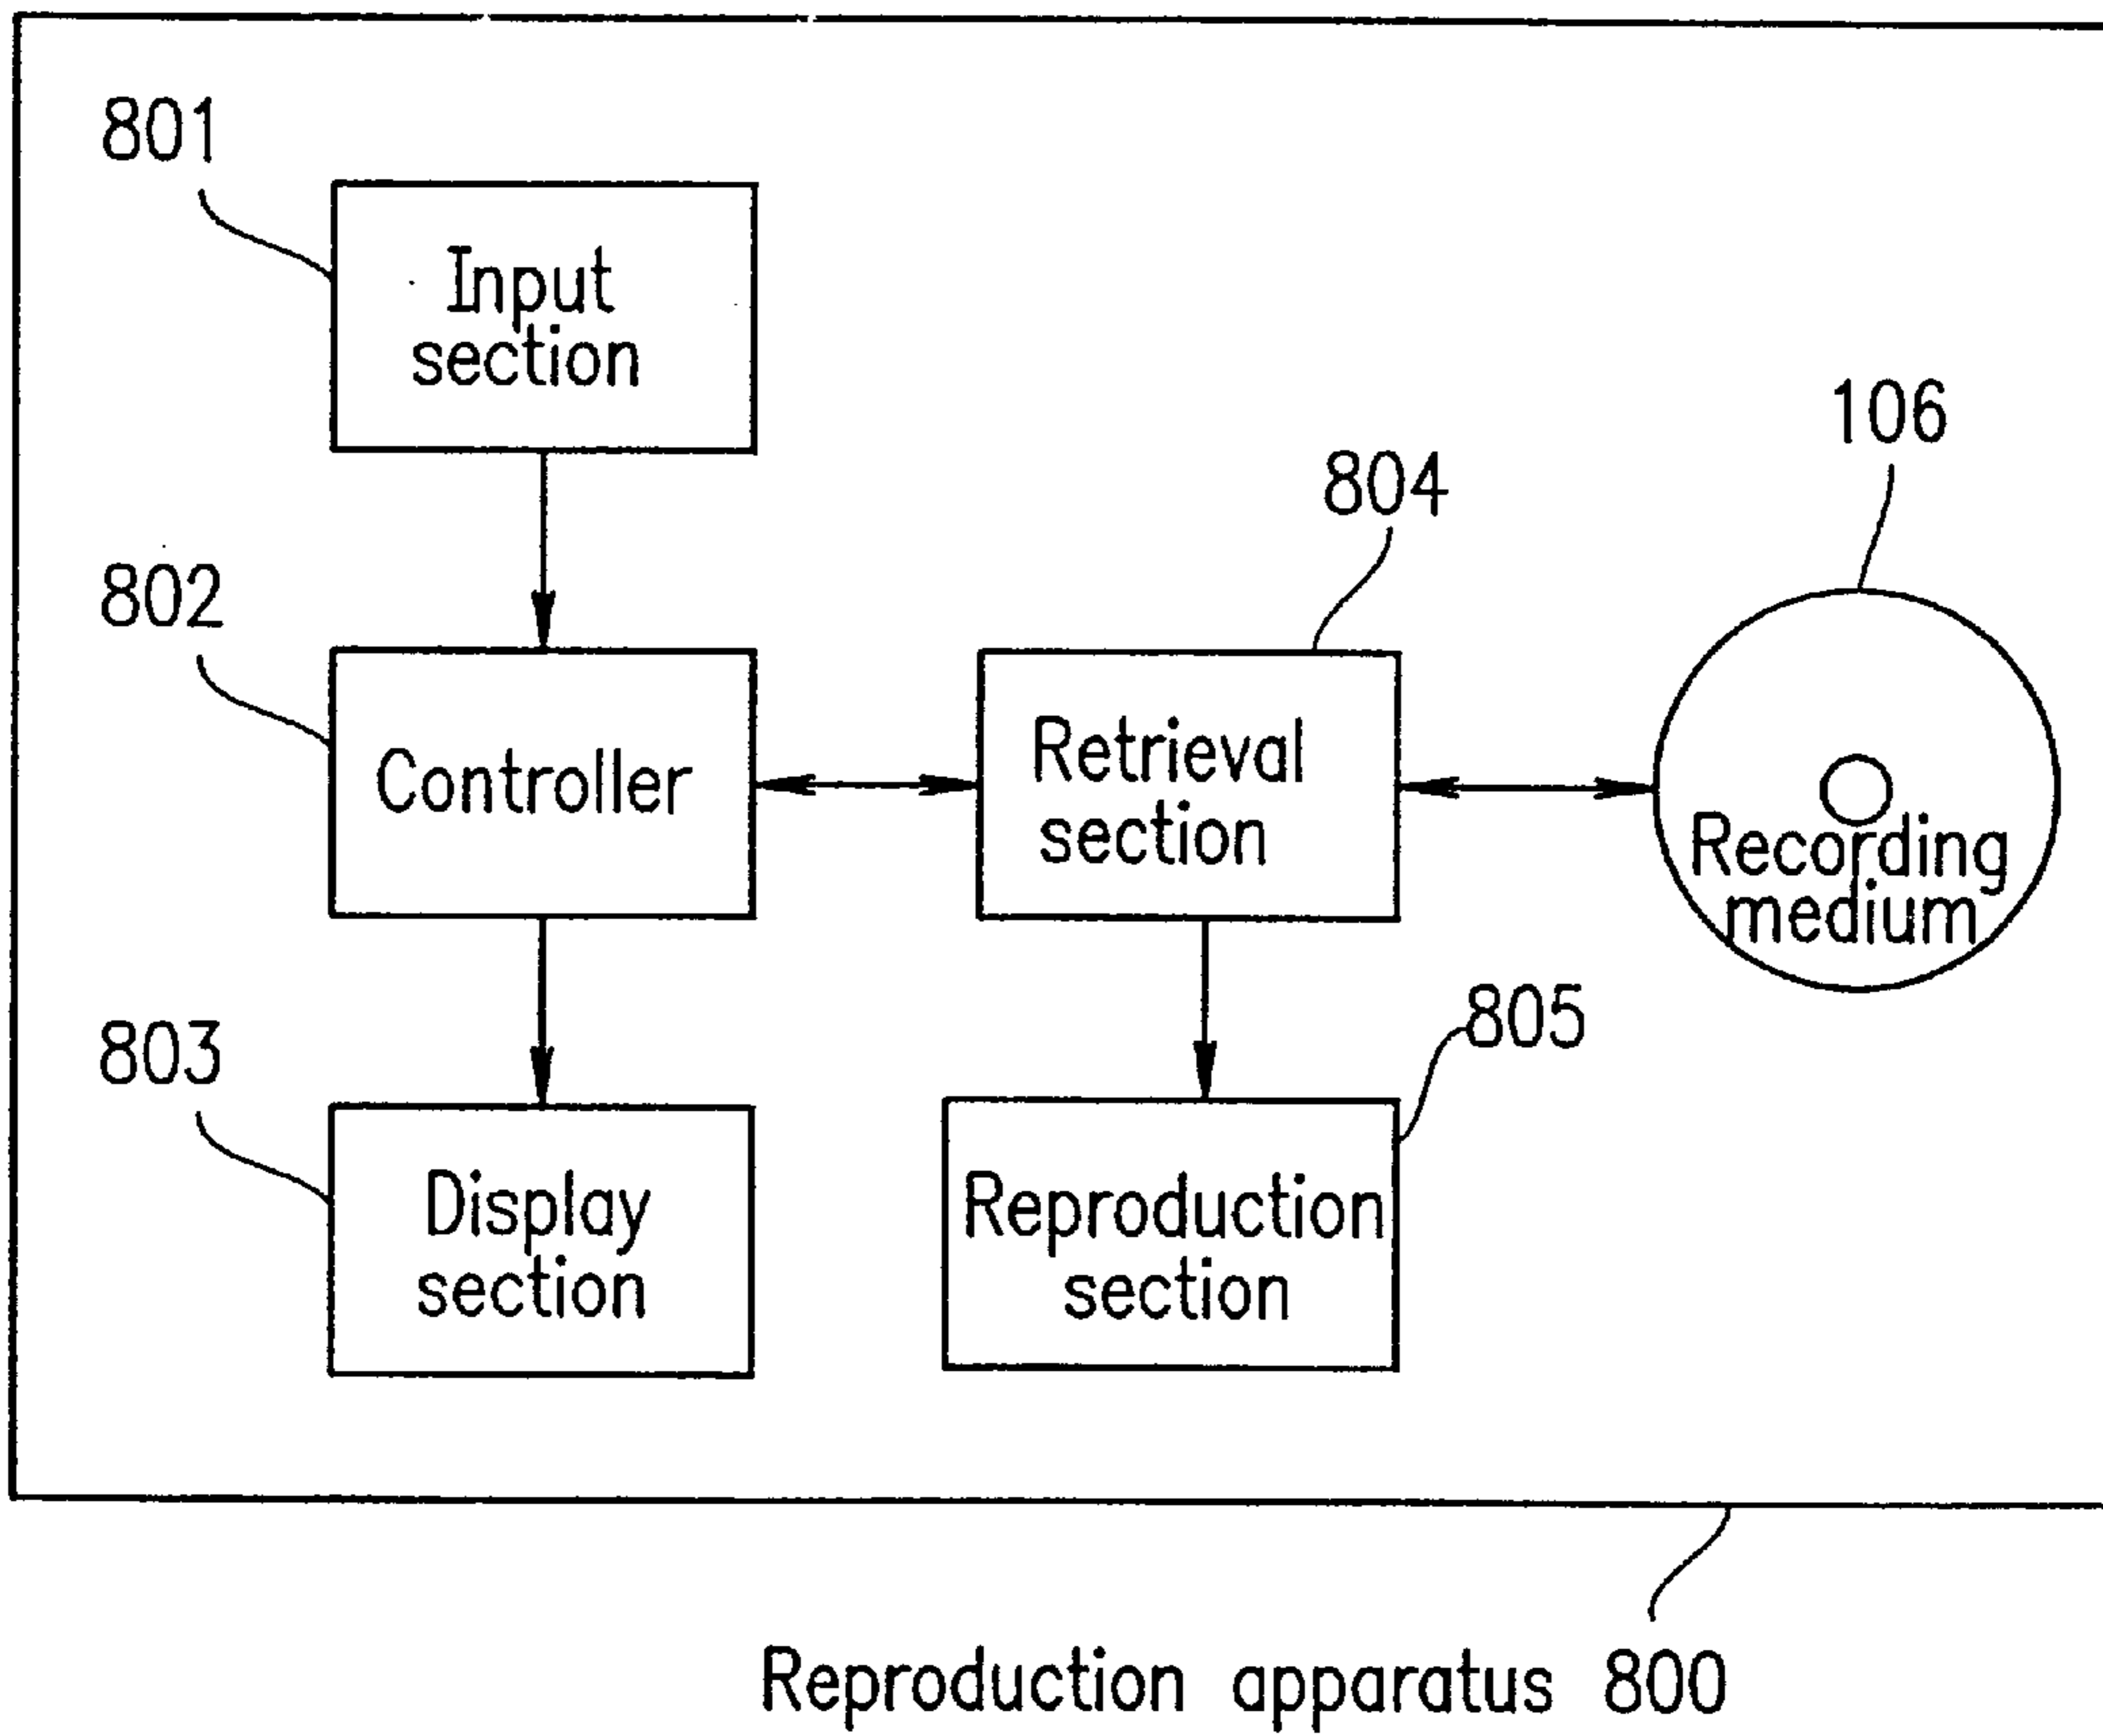 801
Input
section
106
804
802
Controller
Retrieval
section
Recording
medium
803
805
Display
section
Reproduction
section
Reproduction apparatus 800